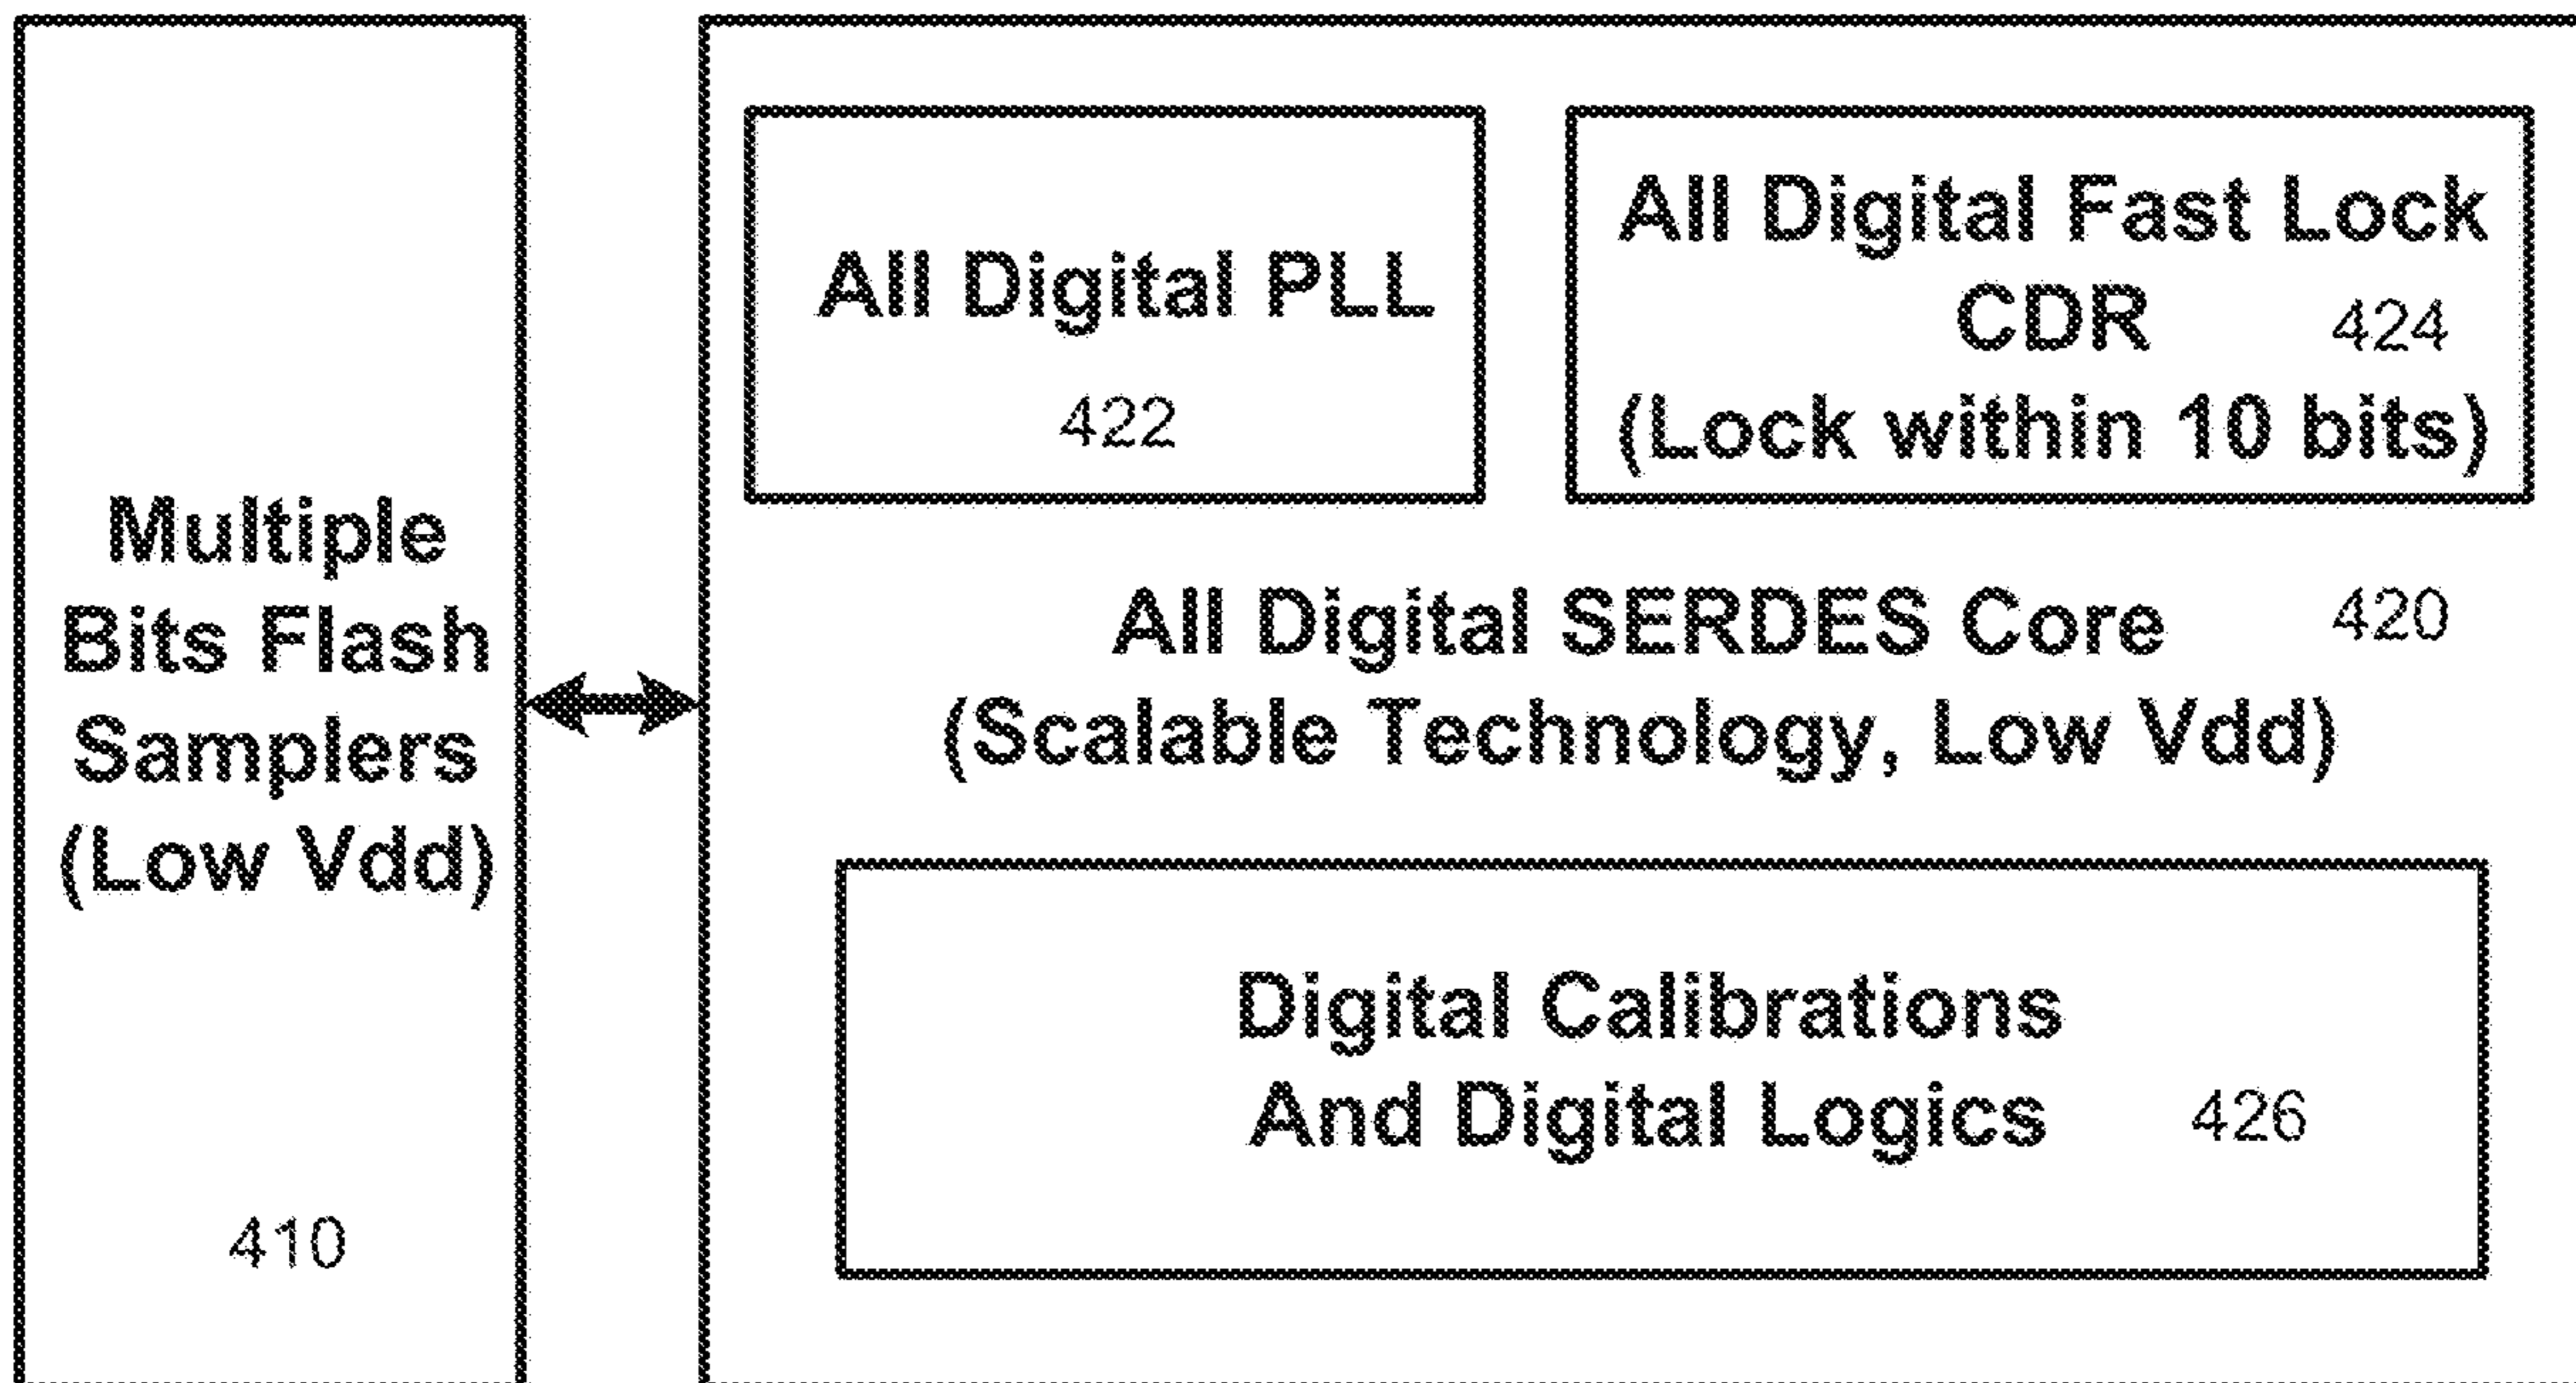 Multiple
Bits Flash
Samplers
(Low Vdd)
410
All Digital PLL
422
All Digital Fast Lock
CDR 424
(Lock within 10 bits)
All Digital SERDES Core 420
(Scalable Technology, Low Vdd)
Digital Calibrations
And Digital Logics 426